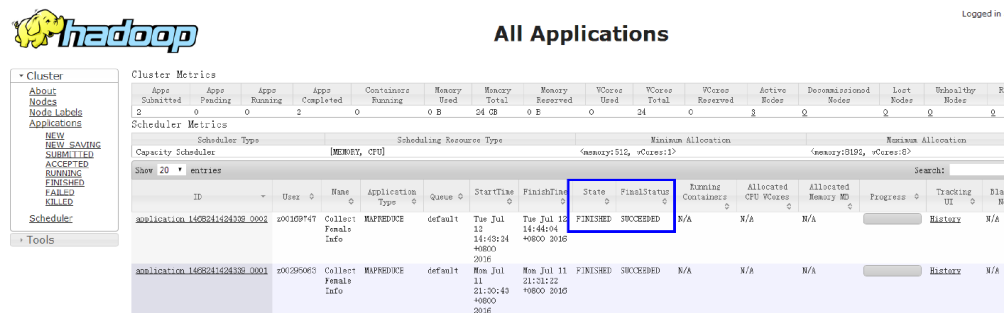 hadoop
All Applications
Logged in
Cluster
About
Nodes
Node Labels
Applications
NEW
NEW_SAVING
SUBMITTED
ACCEPTED
RUNNING
FINISHED
FAILED
KILLED
Scheduler
Tools
Cluster Metrics
Apps Submitted Apps Pending Apps Running Apps Completed Containers Running Memory Used Memory Total Memory Reserved VCores Used VCores Total VCores Reserved Active Nodes Decommissioned Nodes Lost Nodes Unhealthy Nodes R
2 0 0 2 0 0 B 24 GB 0 B 0 24 0 3 0 0 0 0
Scheduler Metrics
Scheduler Type Scheduling Resource Type Minimum Allocation Maximum Allocation
Capacity Scheduler [MEMORY, CPU] <memory:512, vCores:1> <memory:8192, vCores:8>
Show 20 entries Search:
ID User Name Application Type Queue StartTime FinishTime State FinalStatus Running Containers Allocated CPU VCores Allocated Memory MB Progress Tracking UI Bla
application_1468241424339_0002 z00169747 Collect Female Info MAPREDUCE default Tue Jul 12 14:43:24 +0800 2016 Tue Jul 12 14:44:04 +0800 2016 FINISHED SUCCEEDED N/A N/A N/A History N/A
application_1468241424339_0001 z00295063 Collect Female Info MAPREDUCE default Mon Jul 11 21:30:43 +0800 2016 Mon Jul 11 21:31:22 +0800 2016 FINISHED SUCCEEDED N/A N/A N/A History N/A